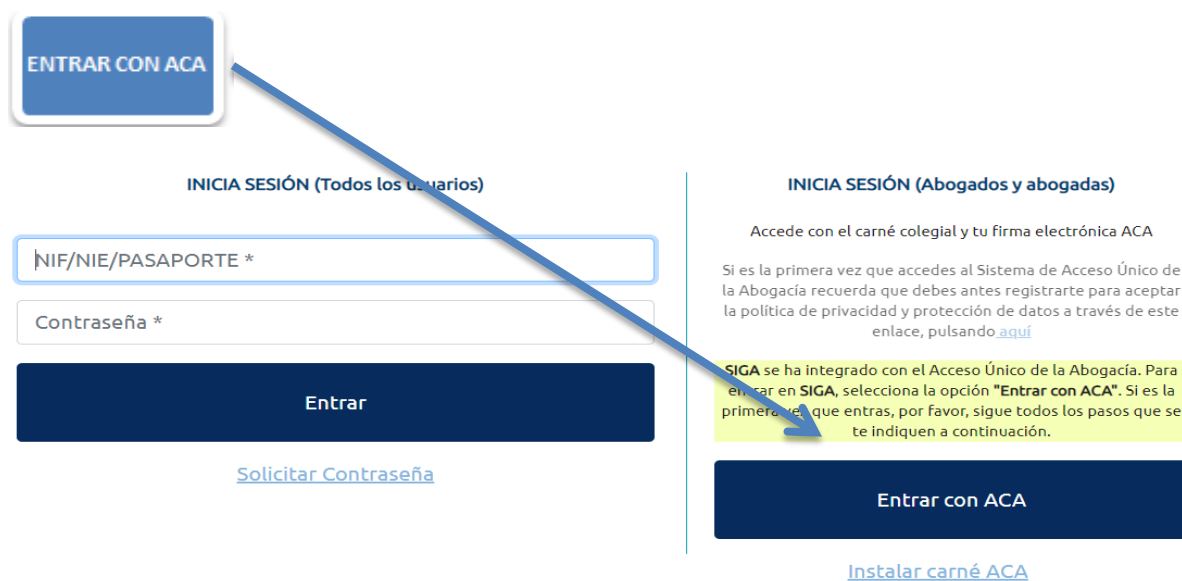 ENTRAR CON ACA
INICIA SESIÓN (Todos los usuarios)
NIF/NIE/PASAPORTE *
Contraseña *
Entrar
Solicitar Contraseña
INICIA SESIÓN (Abogados y abogadas)
Accede con el carné colegial y tu firma electrónica ACA
Si es la primera vez que accedes al Sistema de Acceso Único de
la Abogacía recuerda que debes antes registrarte para aceptar
la política de privacidad y protección de datos a través de este
enlace, pulsando aquí
SIGA se ha integrado con el Acceso Único de la Abogacía. Para
entrar en SIGA, selecciona la opción "Entrar con ACA". Si es la
primera vez que entras, por favor, sigue todos los pasos que se
te indiquen a continuación.
Entrar con ACA
Instalar carné ACA